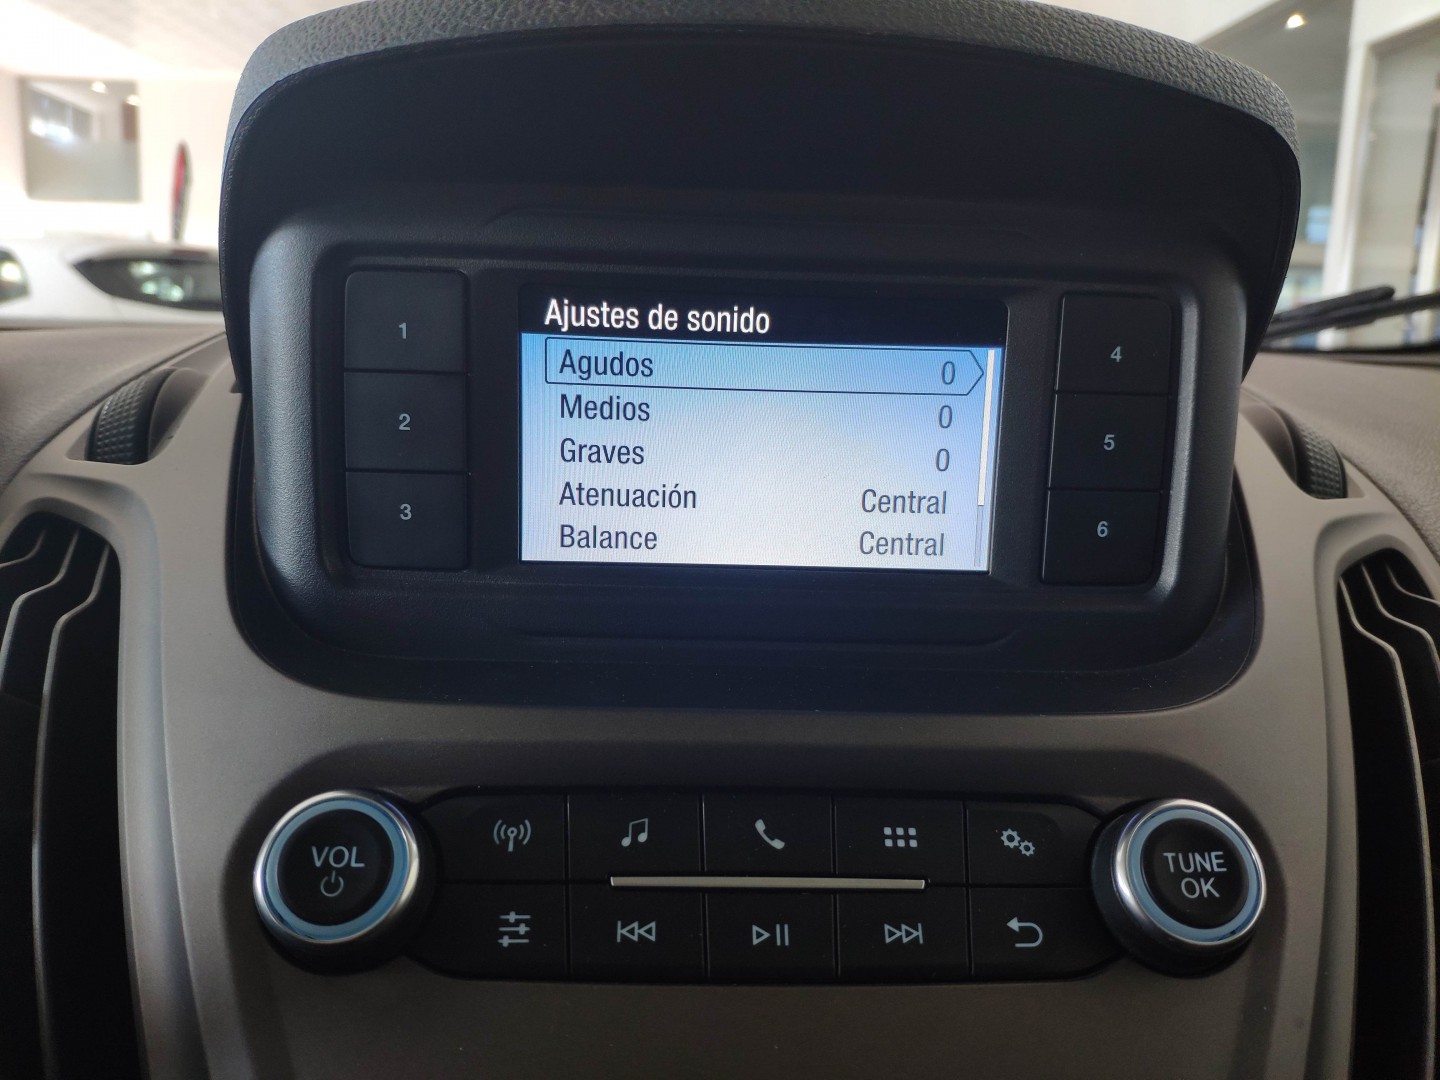 Ajustes de sonido
Agudos 0
Medios 0
Graves 0
Atenuación Central
Balance Central
1
2
3
4
5
6
VOL
TUNE
OK